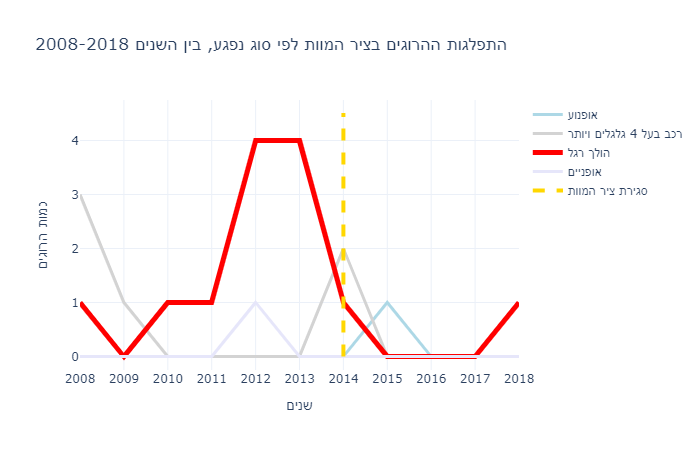 התפלגות ההרוגים בציר המוות לפי סוג נפגע, בין השנים 2008-2018
אופנוע
רכב בעל 4 גלגלים ויותר
הולך רגל
אופניים
סגירת ציר המוות
כמות הרוגים
4
3
2
1
0
2008 2009 2010 2011 2012 2013 2014 2015 2016 2017 2018
שנים